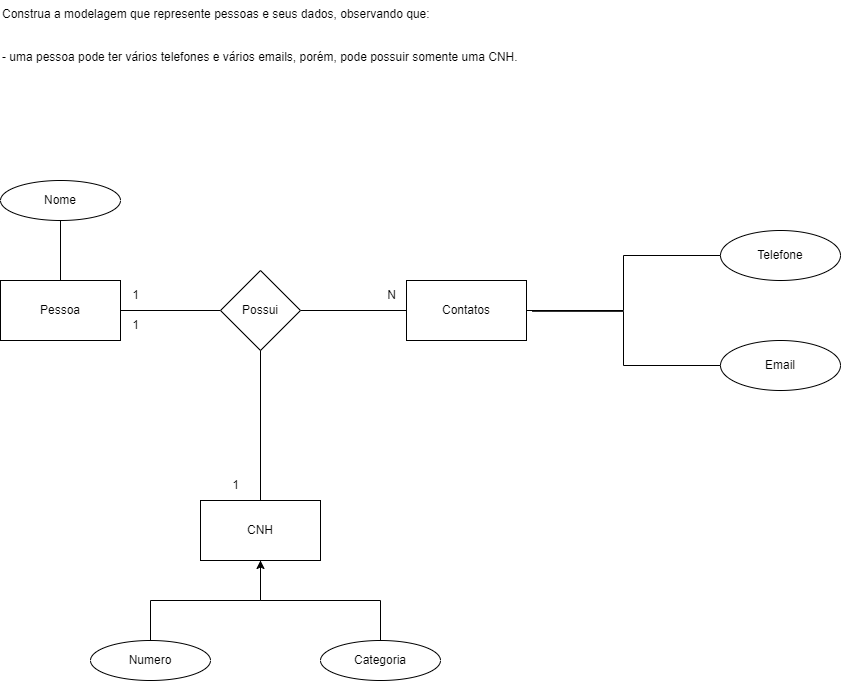 Construa a modelagem que represente pessoas e seus dados, observando que:
- uma pessoa pode ter vários telefones e vários emails, porém, pode possuir somente uma CNH.
Nome
Telefone
1
N
Pessoa
Possui
Contatos
1
Email
1
CNH
Numero
Categoria